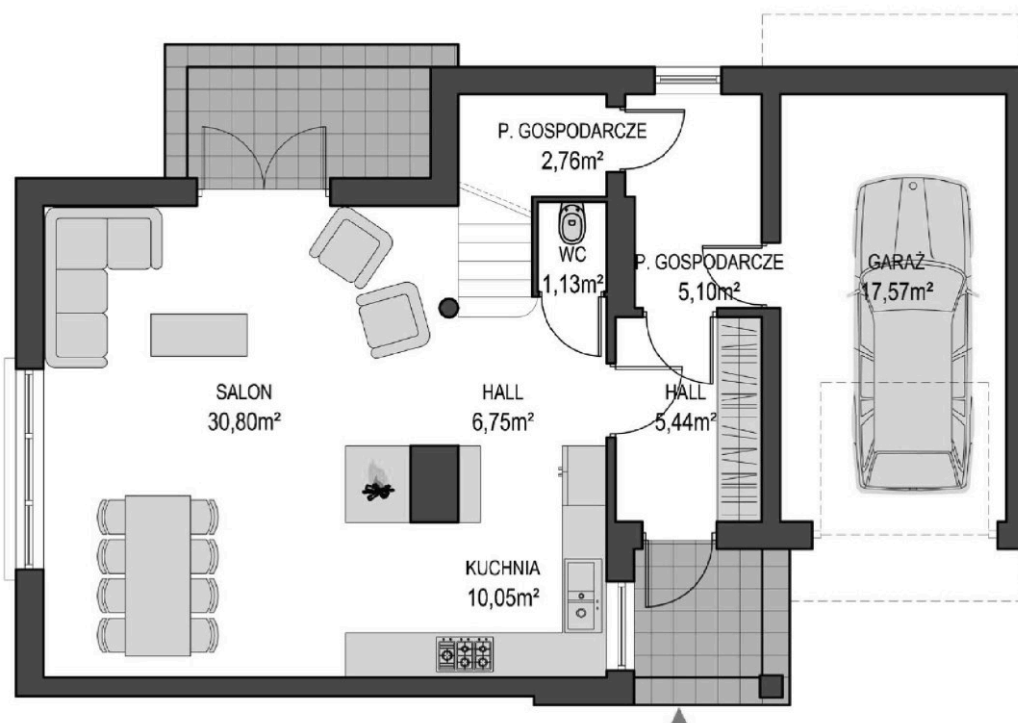 P. GOSPODARCZE
2,76m²
WC
1,13m²
P. GOSPODARCZE
5,10m²
GARAŻ
17,57m²
SALON
30,80m²
HALL
6,75m²
HALL
5,44m²
KUCHNIA
10,05m²